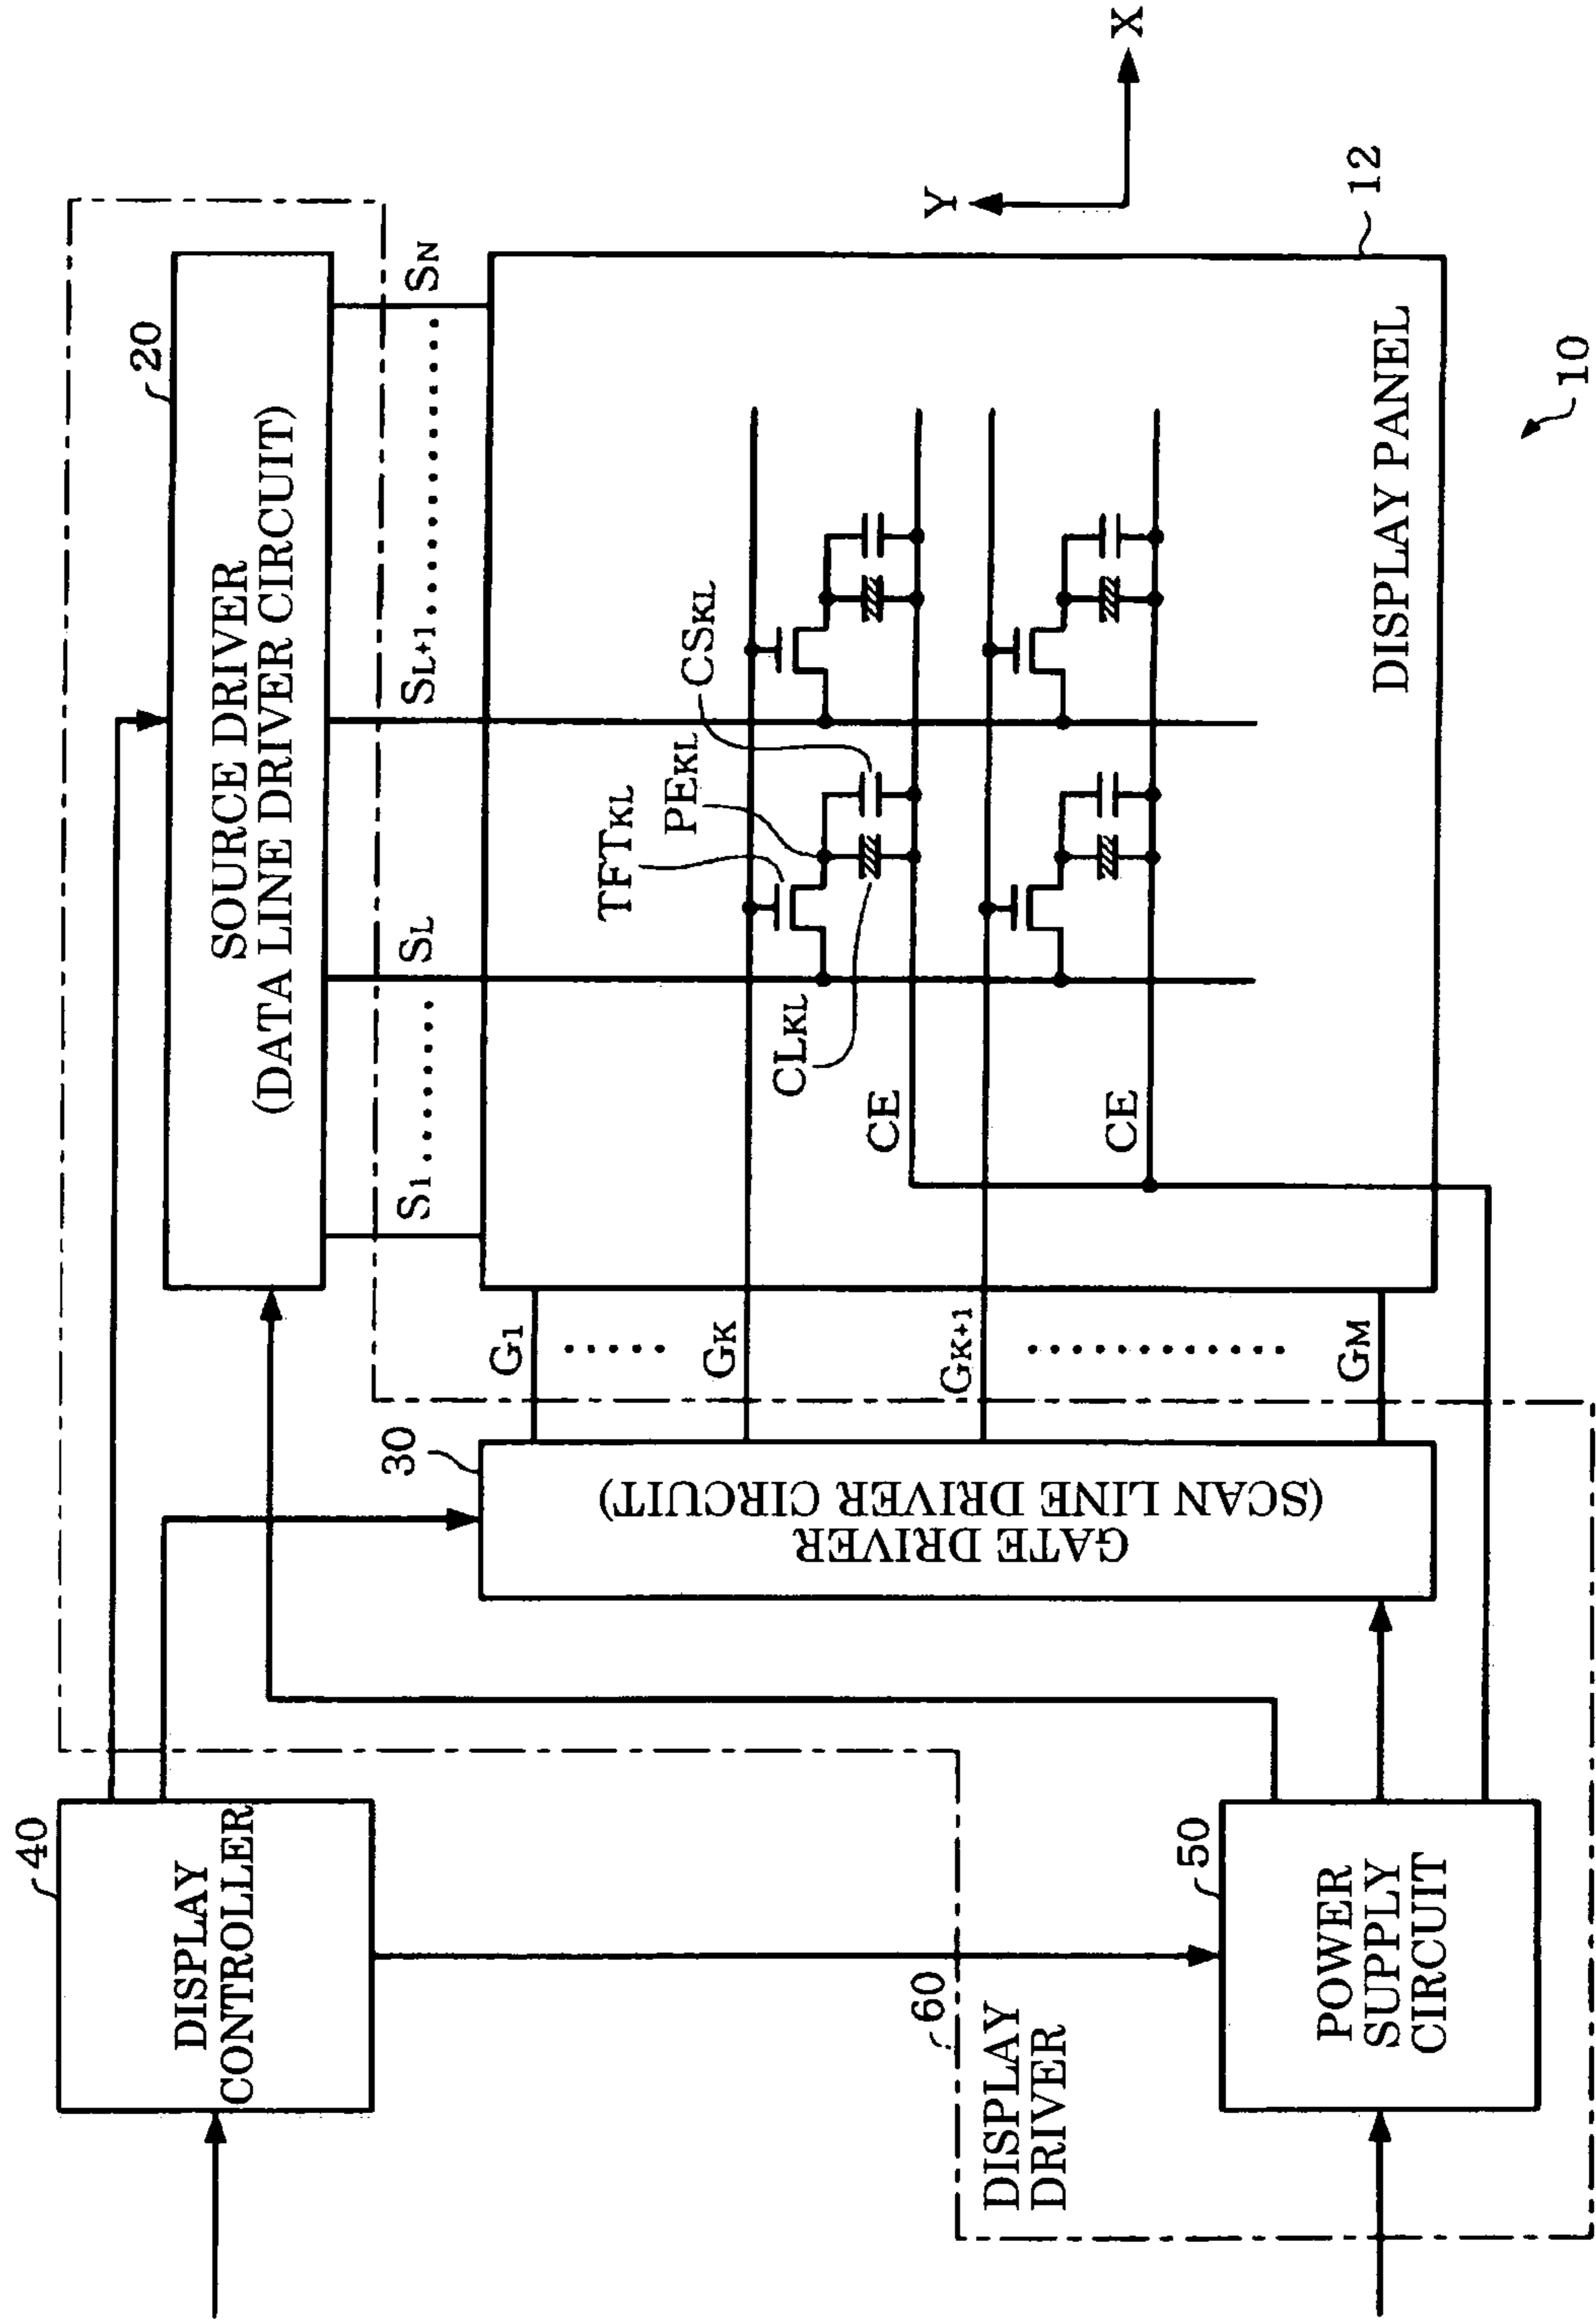 40
DISPLAY
CONTROLLER
20
SOURCE DRIVER
(DATA LINE DRIVER CIRCUIT)
S1
SL
SL+1
SN
30
GATE DRIVER
(SCAN LINE DRIVER CIRCUIT)
G1
GK
GK+1
GM
TFTKL
PEKL
CSKL
CLKL
CE
CE
DISPLAY PANEL
12
Y
X
60
DISPLAY
DRIVER
50
POWER
SUPPLY
CIRCUIT
10